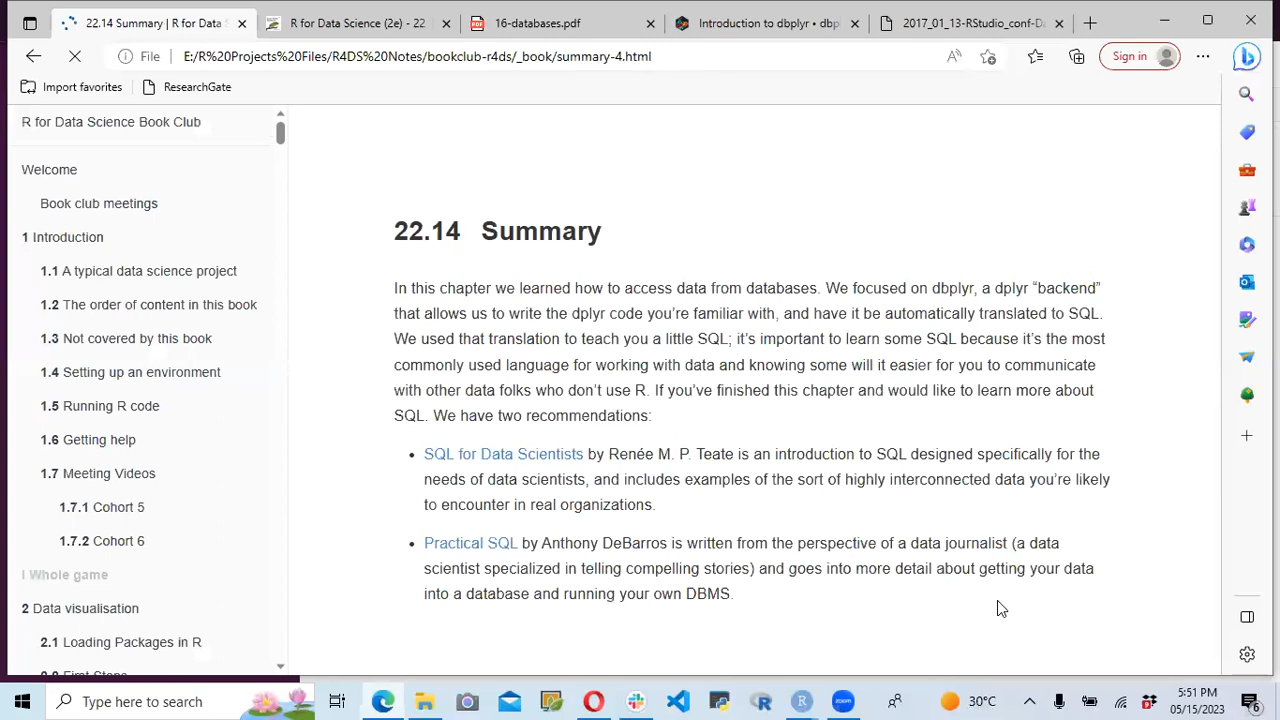 22.14 Summary | R for Data S
R for Data Science (2e) - 22
16-databases.pdf
Introduction to dbplyr • dbp
2017_01_13-RStudio_conf-Da
File
E:/R%20Projects%20Files/R4DS%20Notes/bookclub-r4ds/_book/summary-4.html
Sign in
Import favorites
ResearchGate
R for Data Science Book Club
Welcome
Book club meetings
1 Introduction
1.1 A typical data science project
1.2 The order of content in this book
1.3 Not covered by this book
1.4 Setting up an environment
1.5 Running R code
1.6 Getting help
1.7 Meeting Videos
1.7.1 Cohort 5
1.7.2 Cohort 6
I Whole game
2 Data visualisation
2.1 Loading Packages in R
22.14 Summary
In this chapter we learned how to access data from databases. We focused on dbplyr, a dplyr “backend”
that allows us to write the dplyr code you’re familiar with, and have it be automatically translated to SQL.
We used that translation to teach you a little SQL; it’s important to learn some SQL because it’s the most
commonly used language for working with data and knowing some will it easier for you to communicate
with other data folks who don’t use R. If you’ve finished this chapter and would like to learn more about
SQL. We have two recommendations:
• SQL for Data Scientists by Renée M. P. Teate is an introduction to SQL designed specifically for the
needs of data scientists, and includes examples of the sort of highly interconnected data you’re likely
to encounter in real organizations.
• Practical SQL by Anthony DeBarros is written from the perspective of a data journalist (a data
scientist specialized in telling compelling stories) and goes into more detail about getting your data
into a database and running your own DBMS.
Type here to search
zoom
30°C
5:51 PM
05/15/2023
6